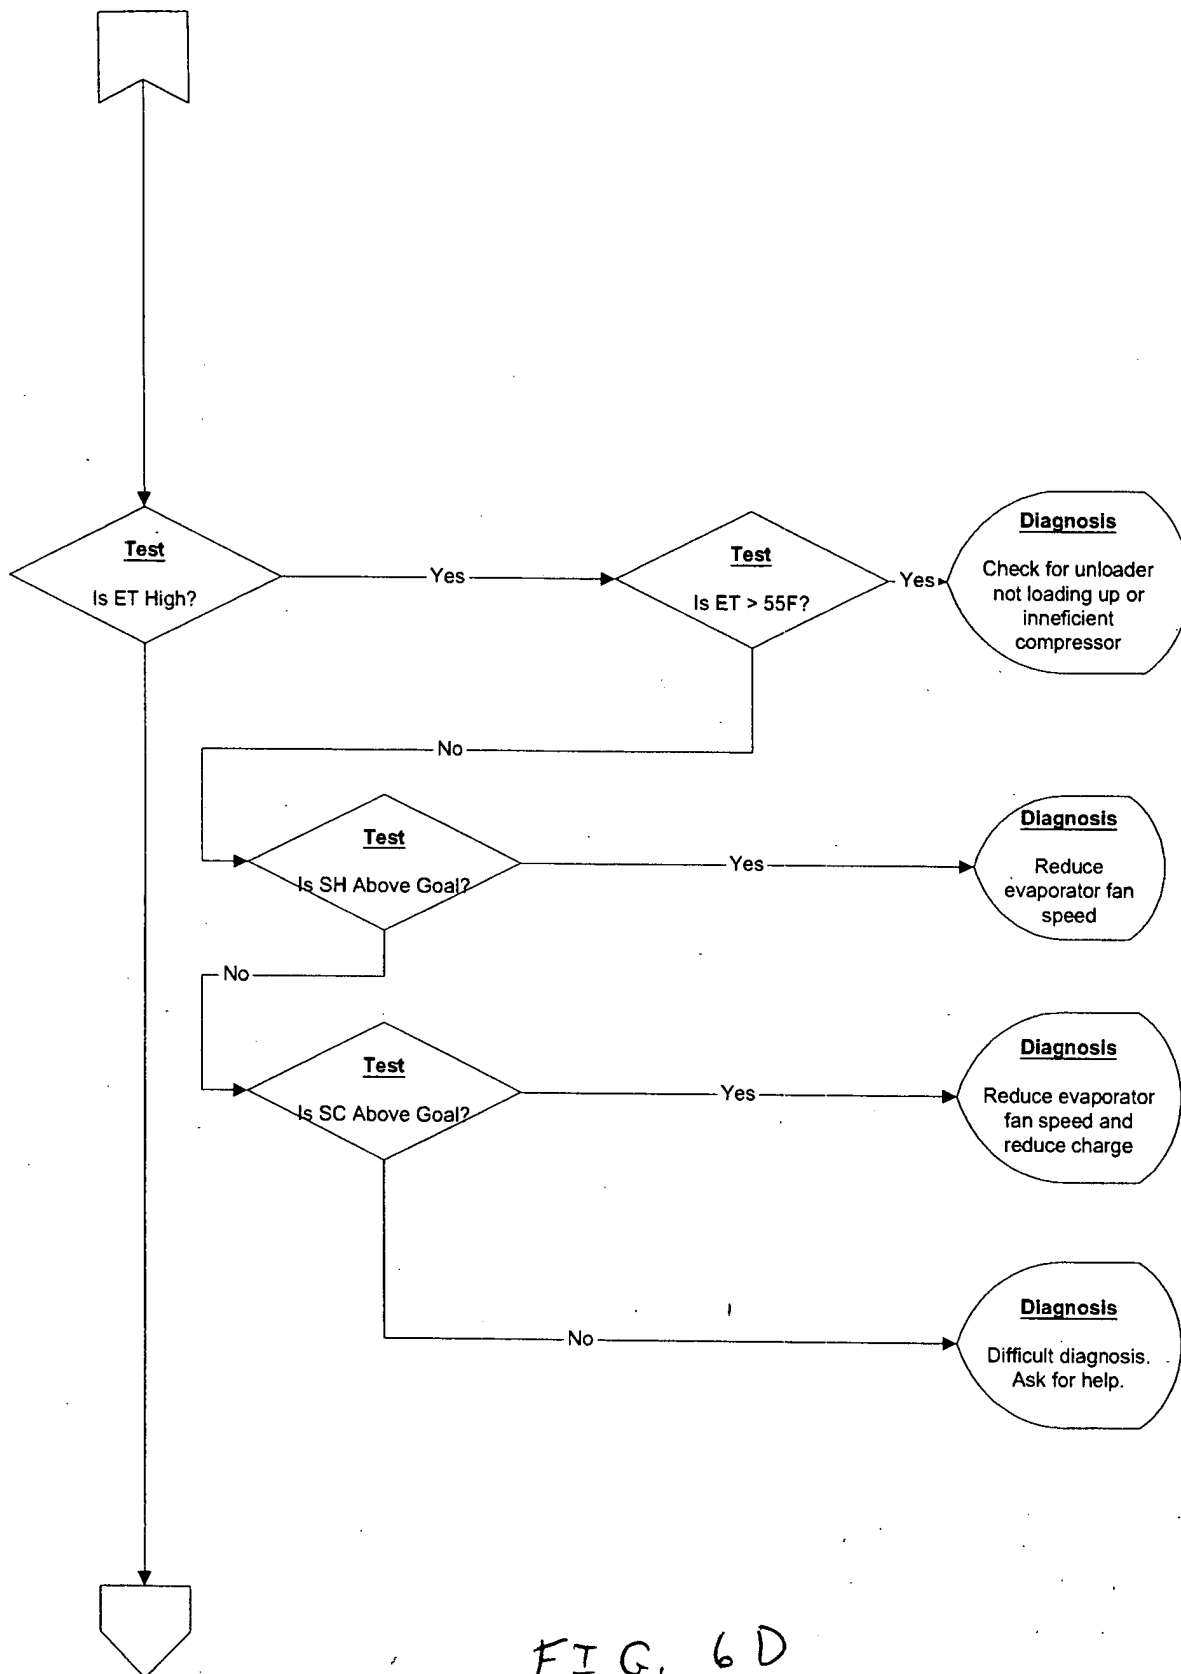 Test
Is ET High?
Yes
Test
Is ET > 55F?
Yes
Diagnosis
Check for unloader
not loading up or
inneficient
compressor
No
Test
Is SH Above Goal?
Yes
Diagnosis
Reduce
evaporator fan
speed
No
Test
Is SC Above Goal?
Yes
Diagnosis
Reduce evaporator
fan speed and
reduce charge
No
Diagnosis
Difficult diagnosis.
Ask for help.
FIG. 6D